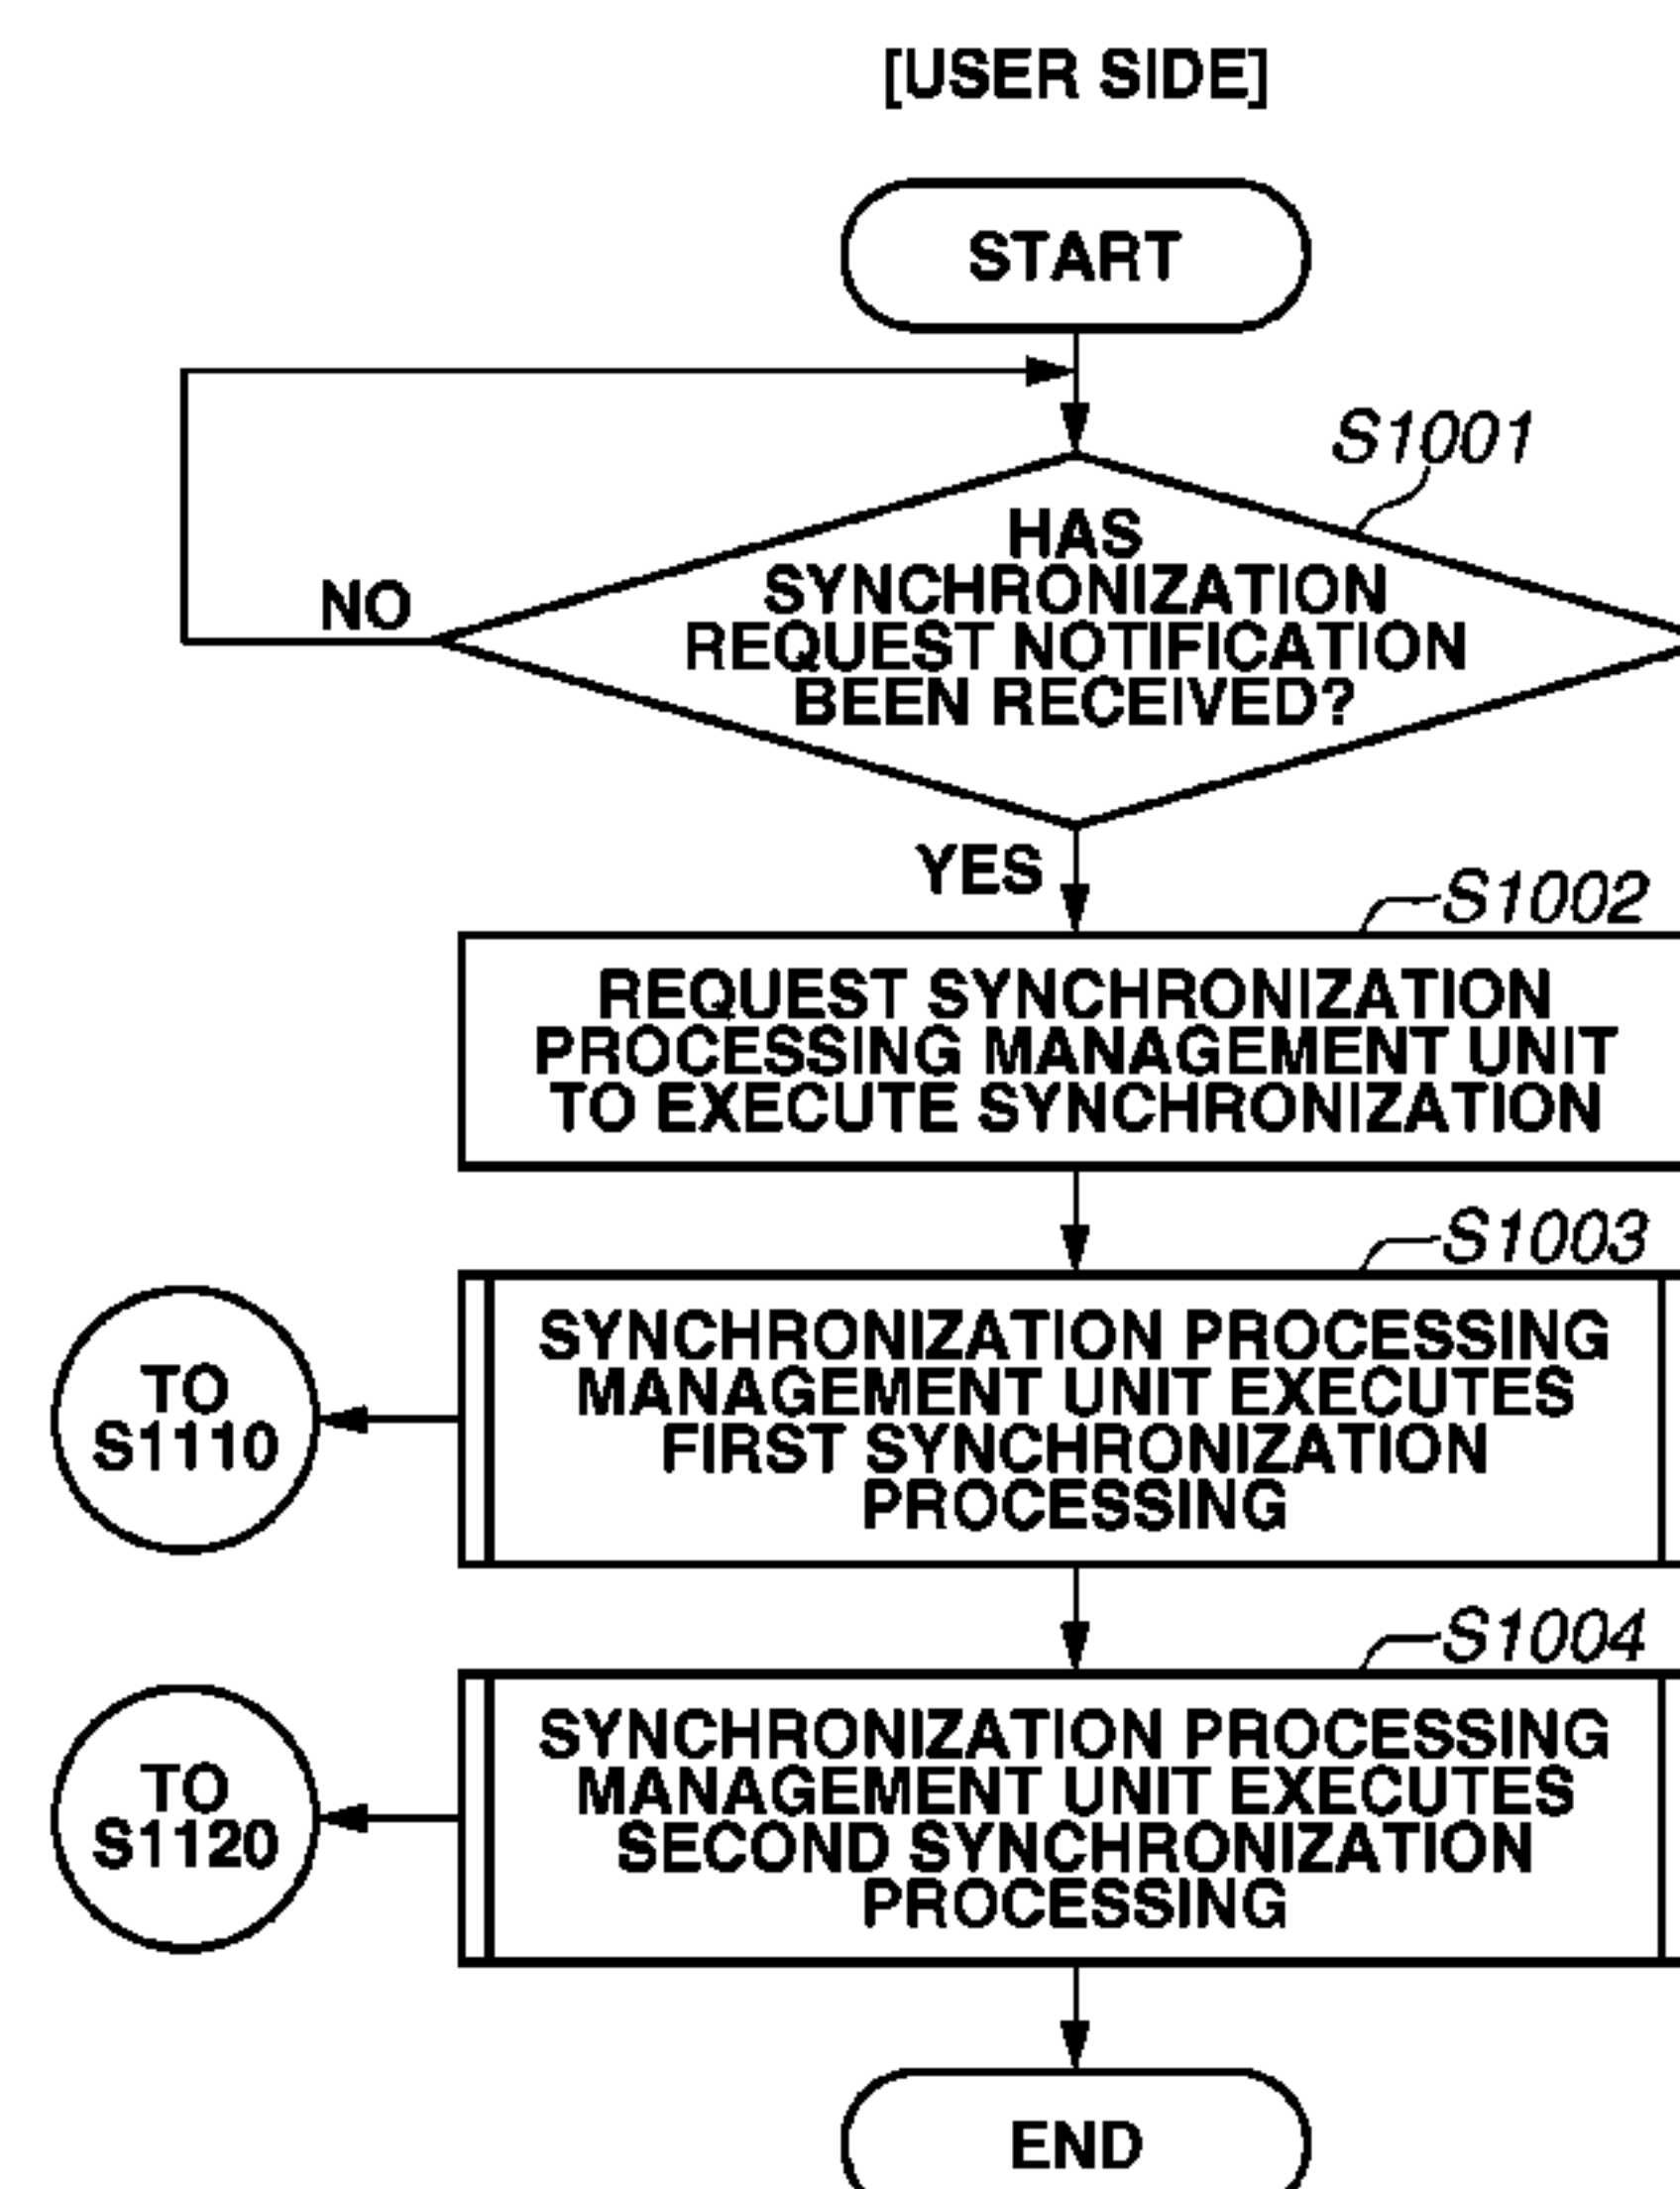 [USER SIDE]
START
S1001
HAS
SYNCHRONIZATION
REQUEST NOTIFICATION
BEEN RECEIVED?
NO
YES
S1002
REQUEST SYNCHRONIZATION
PROCESSING MANAGEMENT UNIT
TO EXECUTE SYNCHRONIZATION
S1003
SYNCHRONIZATION PROCESSING
MANAGEMENT UNIT EXECUTES
FIRST SYNCHRONIZATION
PROCESSING
TO
S1110
S1004
SYNCHRONIZATION PROCESSING
MANAGEMENT UNIT EXECUTES
SECOND SYNCHRONIZATION
PROCESSING
TO
S1120
END